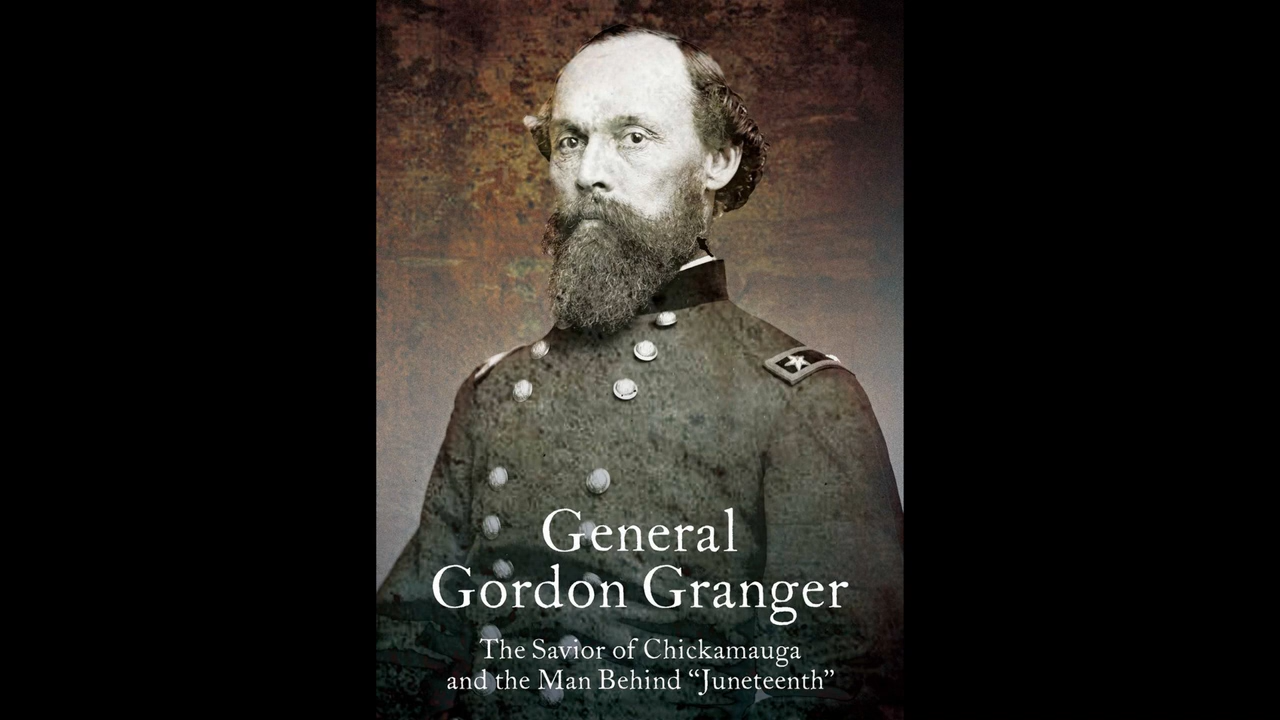 General
Gordon Granger
The Savior of Chickamauga
and the Man Behind “Juneteenth”